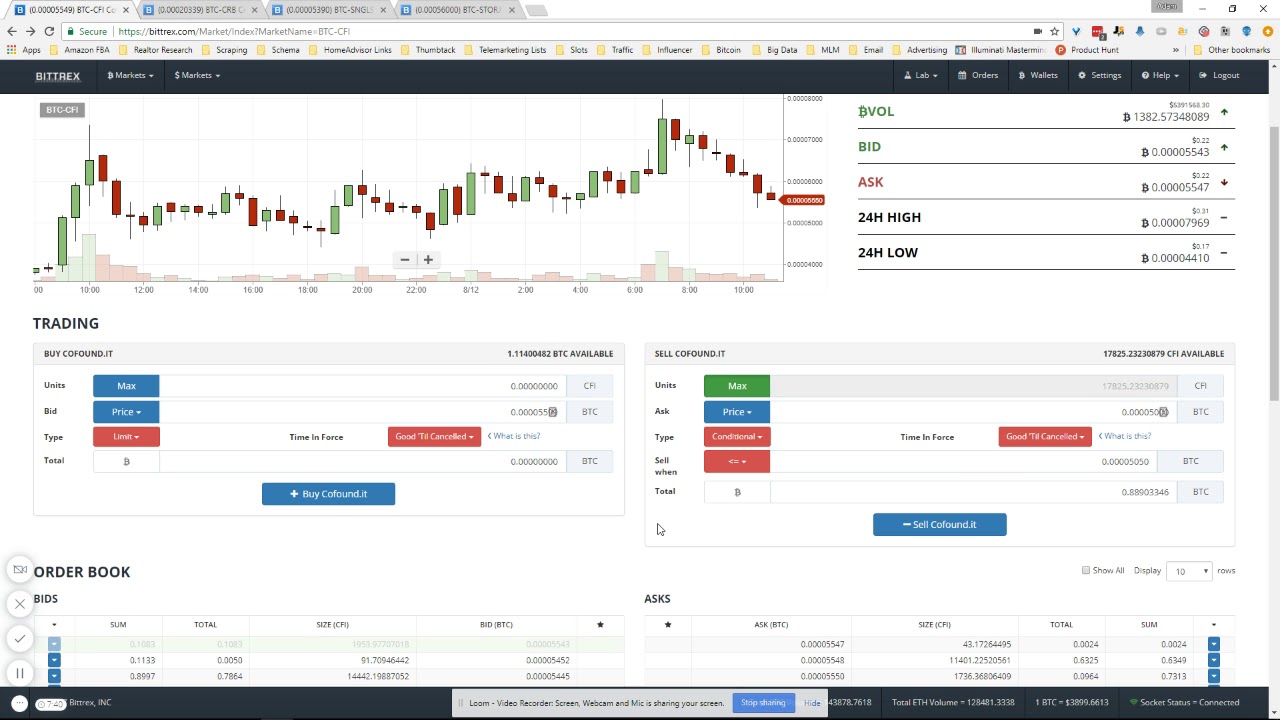 (0.00005549) BTC-CFI Co
(0.00020339) BTC-CRB C
(0.00005390) BTC-SNGLS
(0.00056000) BTC-STORJ
Secure | https://bittrex.com/Market/Index?MarketName=BTC-CFI
Apps Amazon FBA Realtor Research Scraping Schema HomeAdvisor Links Thumbtack Telemarketing Lists Slots Traffic Influencer Bitcoin Big Data MLM Email Advertising Illuminati Mastermin Product Hunt » Other bookmarks
BITTREX Ƀ Markets $ Markets Lab Orders Ƀ Wallets Settings Help Logout
BTC-CFI
0.00008000
0.00007000
0.00006000
0.00005550
0.00005000
0.00004000
00 10:00 12:00 14:00 16:00 18:00 20:00 22:00 8/12 2:00 4:00 6:00 8:00 10:00
ɃVOL $5391568.30
Ƀ 1382.57348089
BID $0.22
Ƀ 0.00005543
ASK $0.22
Ƀ 0.00005547
24H HIGH $0.31
Ƀ 0.00007969
24H LOW $0.17
Ƀ 0.00004410
TRADING
BUY COFOUND.IT 1.11400482 BTC AVAILABLE
Units Max 0.00000000 CFI
Bid Price 0.00005550 BTC
Type Limit Time In Force Good 'Til Cancelled What is this?
Total Ƀ 0.00000000 BTC
+ Buy Cofound.it
SELL COFOUND.IT 17825.23230879 CFI AVAILABLE
Units Max 17825.23230879 CFI
Ask Price 0.00005000 BTC
Type Conditional Time In Force Good 'Til Cancelled What is this?
Sell when <= 0.00005050 BTC
Total Ƀ 0.88903346 BTC
Sell Cofound.it
ORDER BOOK
Show All Display 10 rows
BIDS
SUM TOTAL SIZE (CFI) BID (BTC)
0.1083 0.1083 1953.97707018 0.00005543
0.1133 0.0050 91.70946442 0.00005452
0.8997 0.7864 14442.19887052 0.00005445
ASKS
ASK (BTC) SIZE (CFI) TOTAL SUM
0.00005547 43.17264495 0.0024 0.0024
0.00005548 11401.22520561 0.6325 0.6349
0.00005550 1736.36806409 0.0964 0.7313
7:40
Bittrex, INC
Loom - Video Recorder: Screen, Webcam and Mic is sharing your screen. Stop sharing Hide
43878.7618 Total ETH Volume = 128481.3338 1 BTC = $3899.6613 Socket Status = Connected